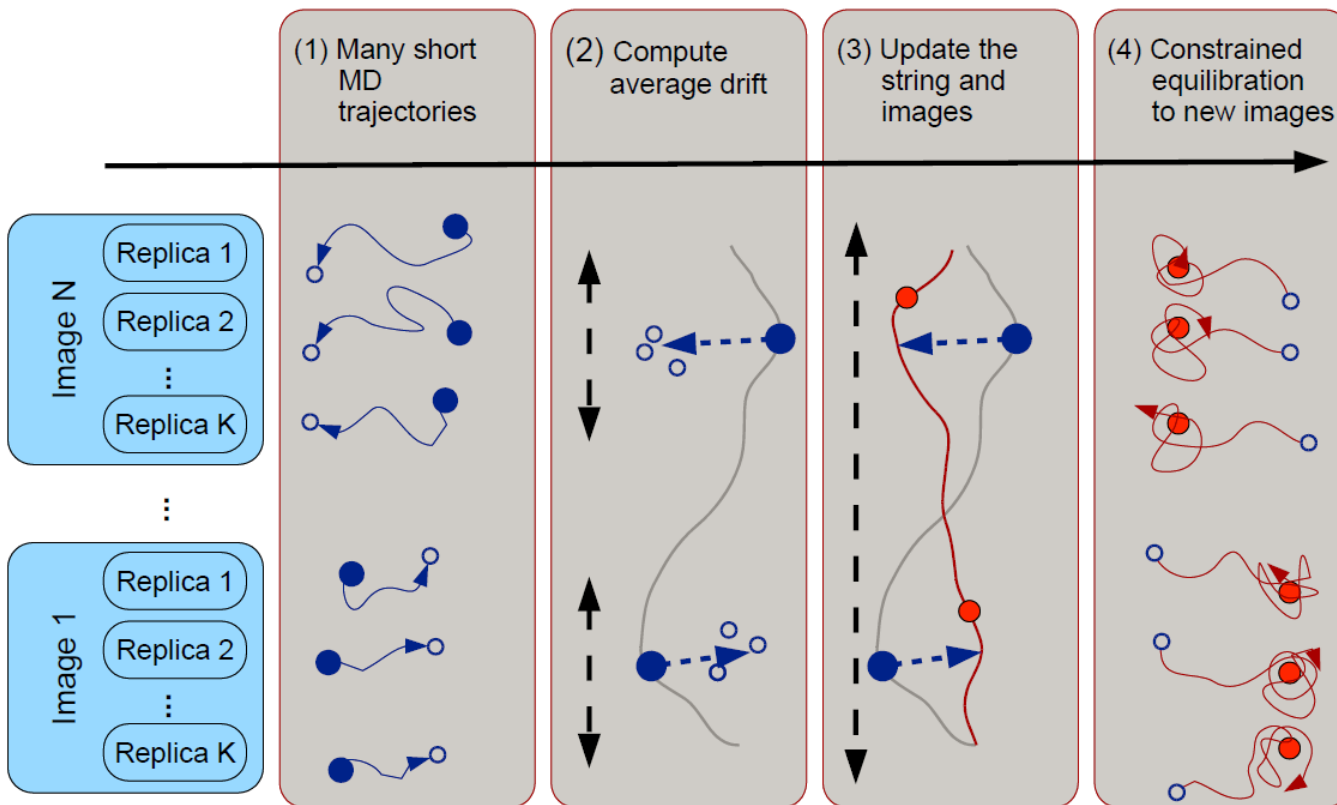 (1) Many short
MD
trajectories
(2) Compute
average drift
(3) Update the
string and
images
(4) Constrained
equilibration
to new images
Image N
Replica 1
Replica 2
...
Replica K
...
Image 1
Replica 1
Replica 2
...
Replica K